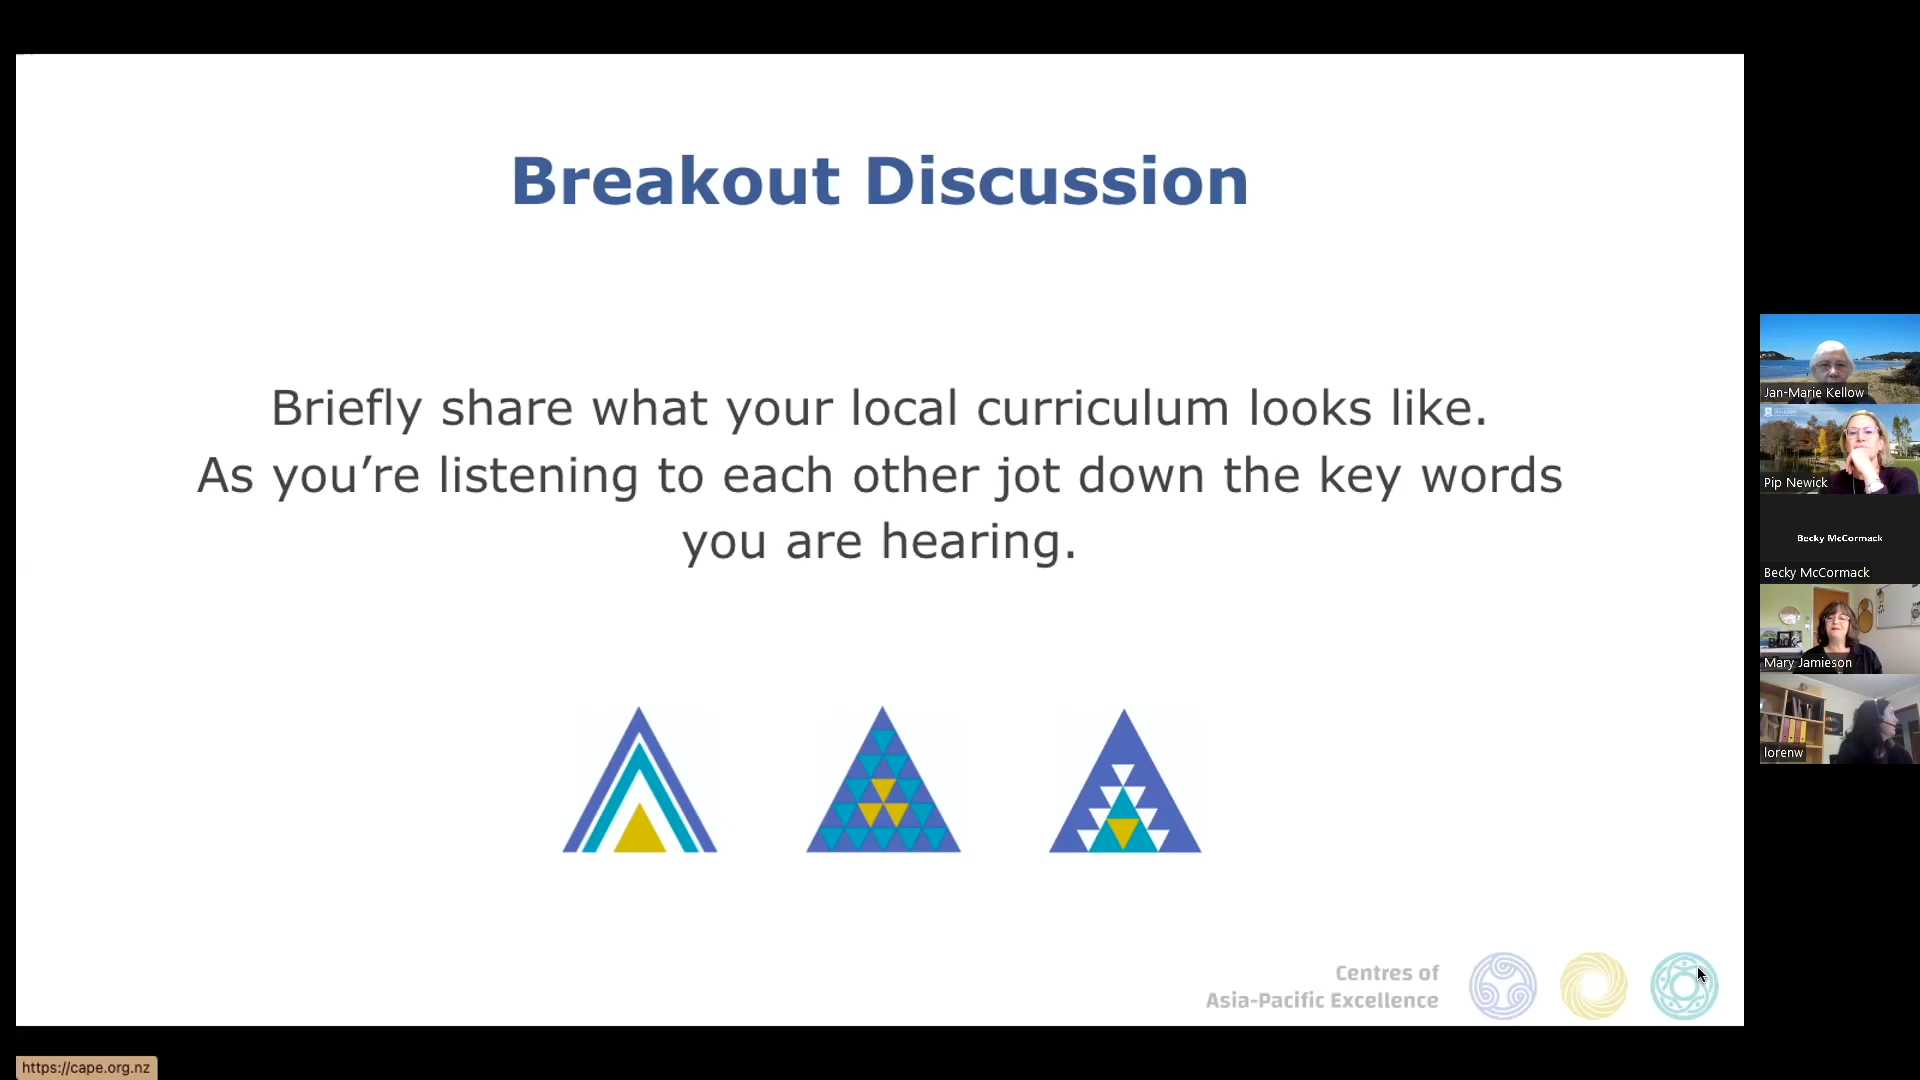 Breakout Discussion
Briefly share what your local curriculum looks like.
As you’re listening to each other jot down the key words
you are hearing.
Centres of
Asia-Pacific Excellence
Jan-Marie Kellow
Pip Newick
Becky McCormack
Becky McCormack
Mary Jamieson
lorenw
https://cape.org.nz